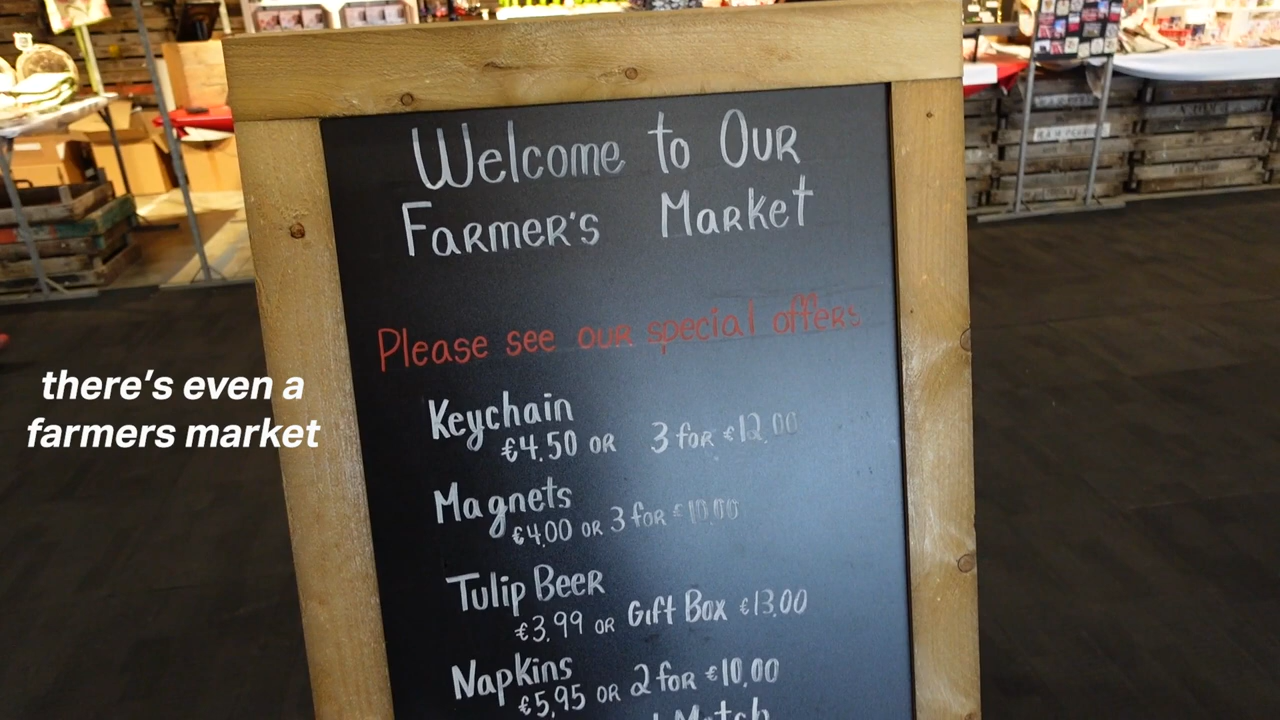 Welcome to Our
Farmer's Market
Please see our special offers
Keychain
€4.50 or 3 for €12.00
Magnets
€4.00 or 3 for €10.00
Tulip Beer
€3.99 or Gift Box €13.00
Napkins
€5,95 or 2 for €10,00
there's even a
farmers market